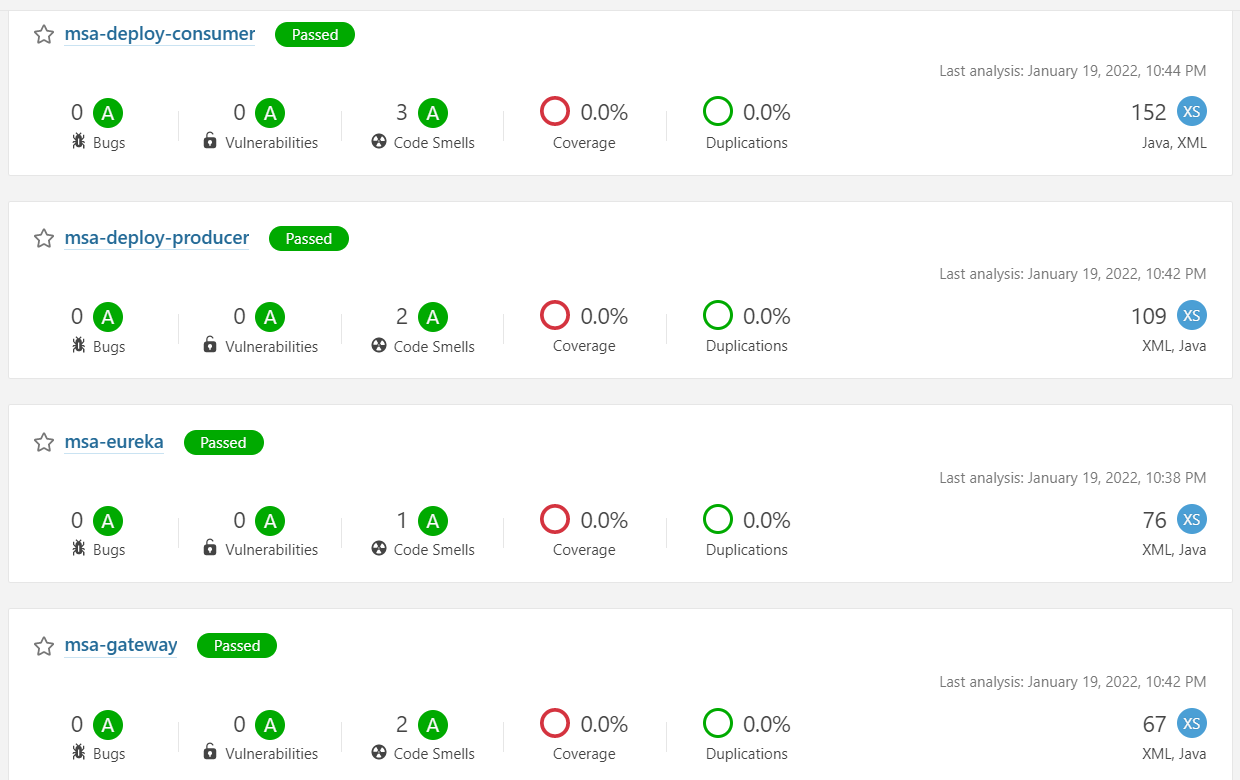 msa-deploy-consumer Passed
Last analysis: January 19, 2022, 10:44 PM
0 A 0 A 3 A 0.0% 0.0% 152 XS
Bugs Vulnerabilities Code Smells Coverage Duplications Java, XML
msa-deploy-producer Passed
Last analysis: January 19, 2022, 10:42 PM
0 A 0 A 2 A 0.0% 0.0% 109 XS
Bugs Vulnerabilities Code Smells Coverage Duplications XML, Java
msa-eureka Passed
Last analysis: January 19, 2022, 10:38 PM
0 A 0 A 1 A 0.0% 0.0% 76 XS
Bugs Vulnerabilities Code Smells Coverage Duplications XML, Java
msa-gateway Passed
Last analysis: January 19, 2022, 10:42 PM
0 A 0 A 2 A 0.0% 0.0% 67 XS
Bugs Vulnerabilities Code Smells Coverage Duplications XML, Java